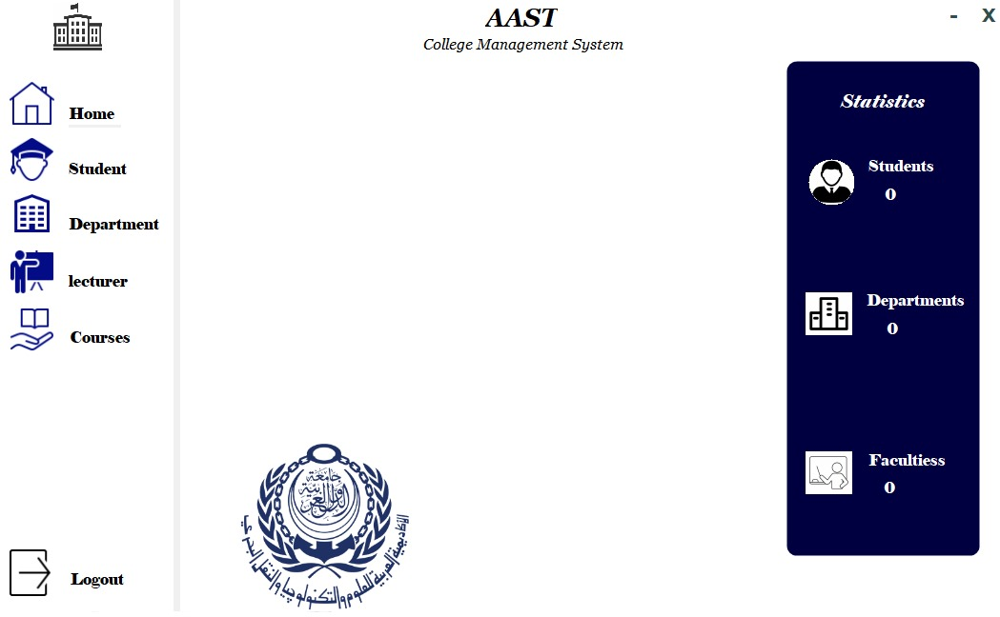 AAST
College Management System
- X
Home
Student
Department
lecturer
Courses
Logout
Statistics
Students
0
Departments
0
Facultiess
0
جامعة
الدول العربية
الأكاديمية العربية للعلوم والتكنولوجيا والنقل البحري